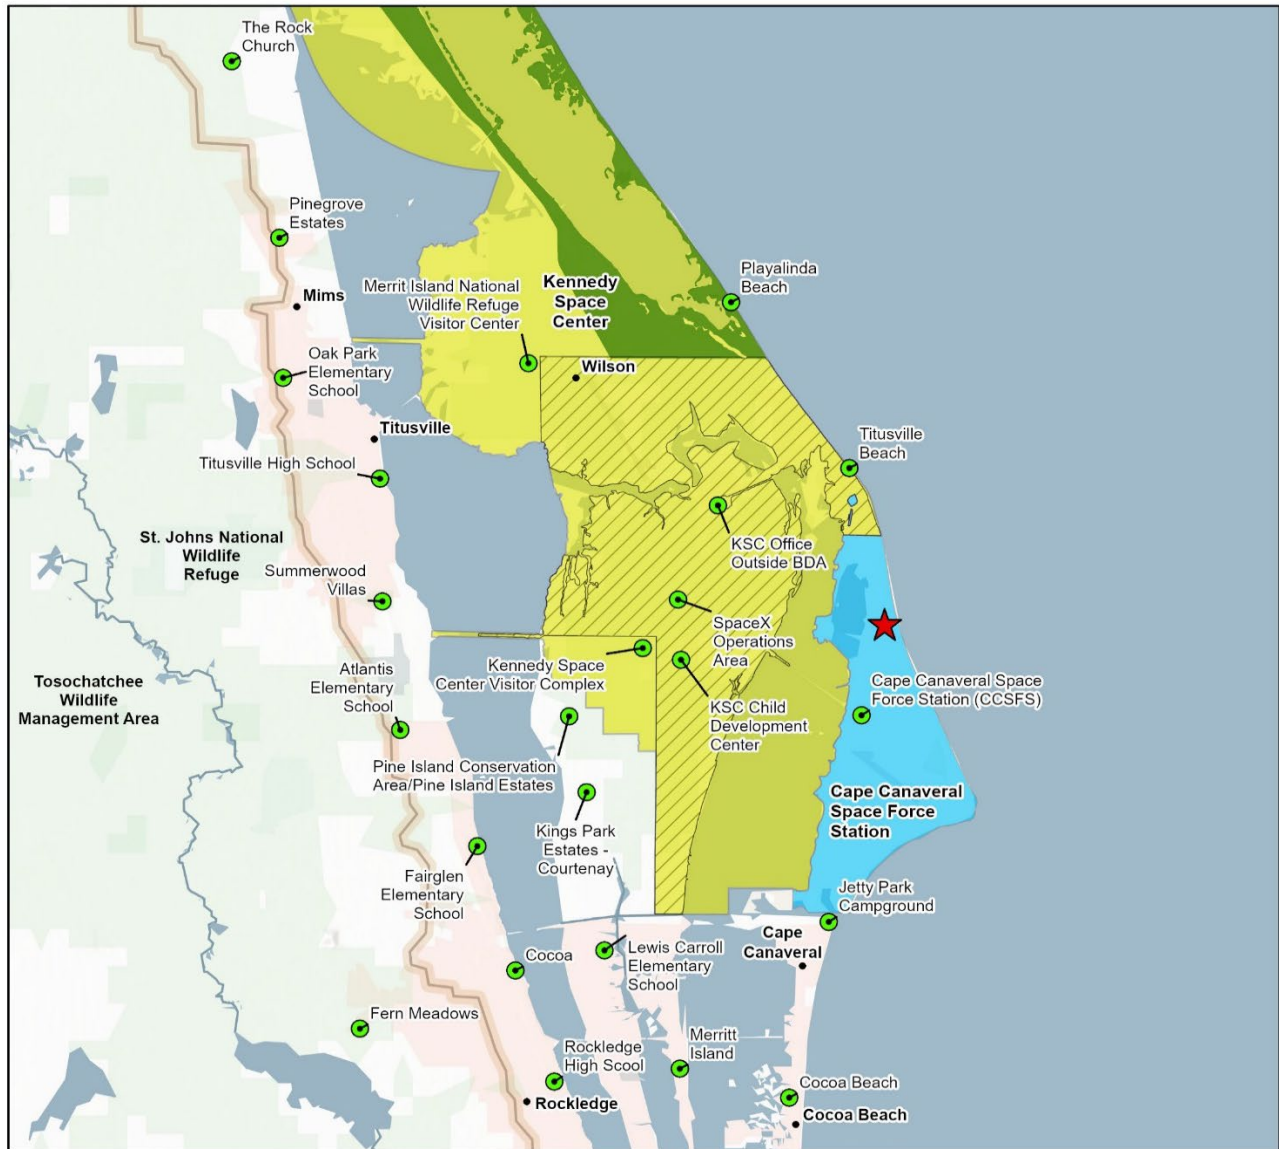 The Rock
Church
Pinegrove
Estates
Mims
Merrit Island National
Wildlife Refuge
Visitor Center
Kennedy
Space
Center
Playalinda
Beach
Oak Park
Elementary
School
Wilson
Titusville
Titusville High School
Titusville
Beach
St. Johns National
Wildlife
Refuge
KSC Office
Outside BDA
Summerwood
Villas
SpaceX
Operations
Area
Kennedy Space
Center Visitor Complex
Atlantis
Elementary
School
Tosochatchee
Wildlife
Management Area
Cape Canaveral Space
Force Station (CCSFS)
KSC Child
Development
Center
Pine Island Conservation
Area/Pine Island Estates
Cape Canaveral
Space Force
Station
Kings Park
Estates -
Courtenay
Fairglen
Elementary
School
Jetty Park
Campground
Cape
Canaveral
Lewis Carroll
Elementary
School
Cocoa
Fern Meadows
Merritt
Island
Rockledge
High Scool
Rockledge
Cocoa Beach
Cocoa Beach